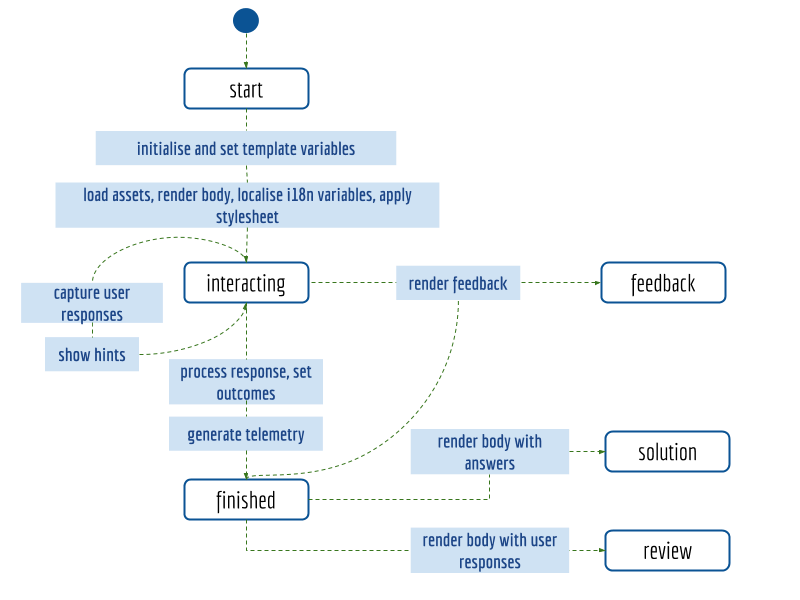 start
initialise and set template variables
load assets, render body, localise i18n variables, apply
stylesheet
interacting
render feedback
feedback
capture user
responses
show hints
process response, set
outcomes
generate telemetry
render body with
answers
solution
finished
render body with user
responses
review